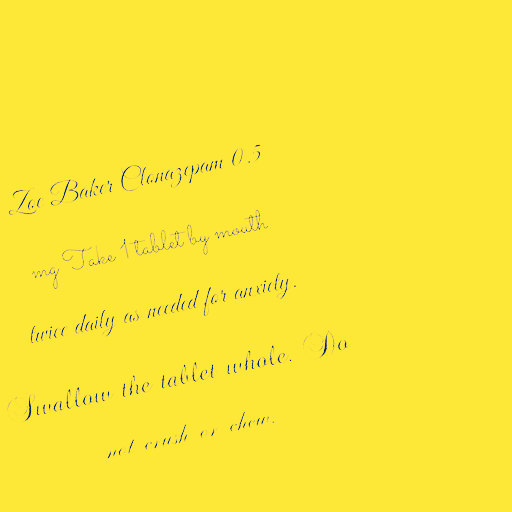 Zoe Baker Clonazepam 0.5
mg Take 1 tablet by mouth
twice daily as needed for anxiety.
Swallow the tablet whole. Do
not crush or chew.